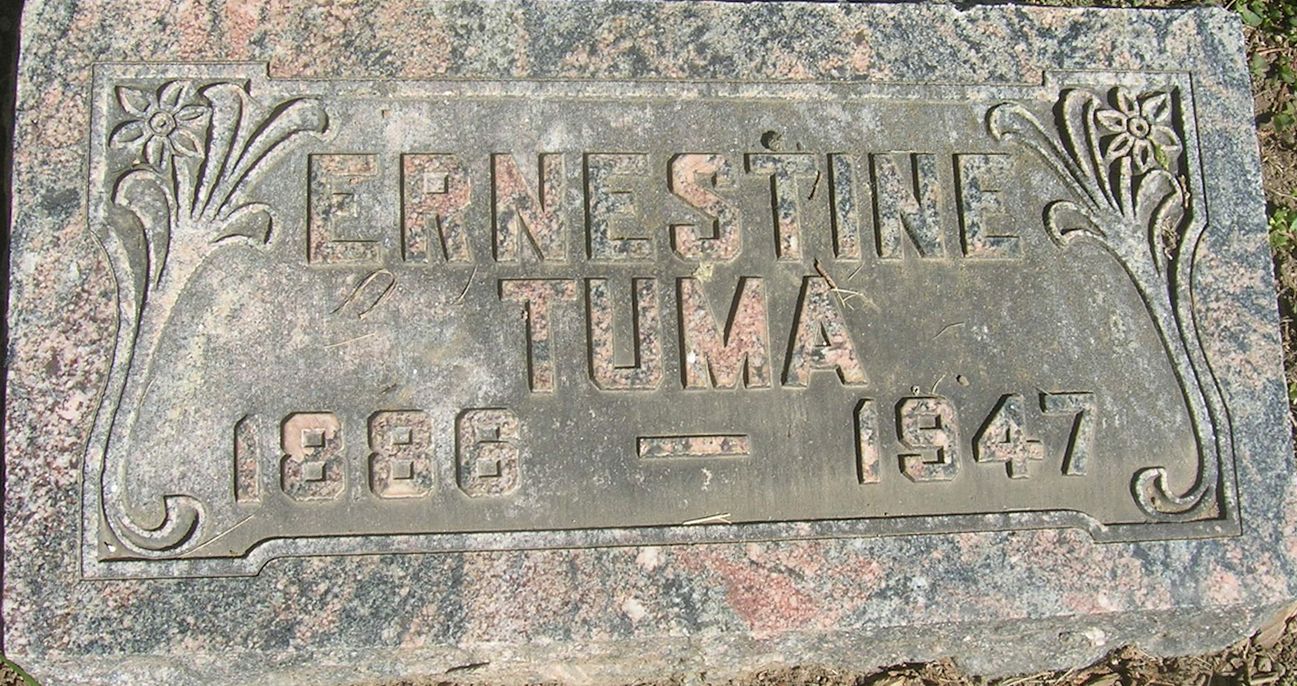 ERNESTINE
TUMA
1886 — 1947